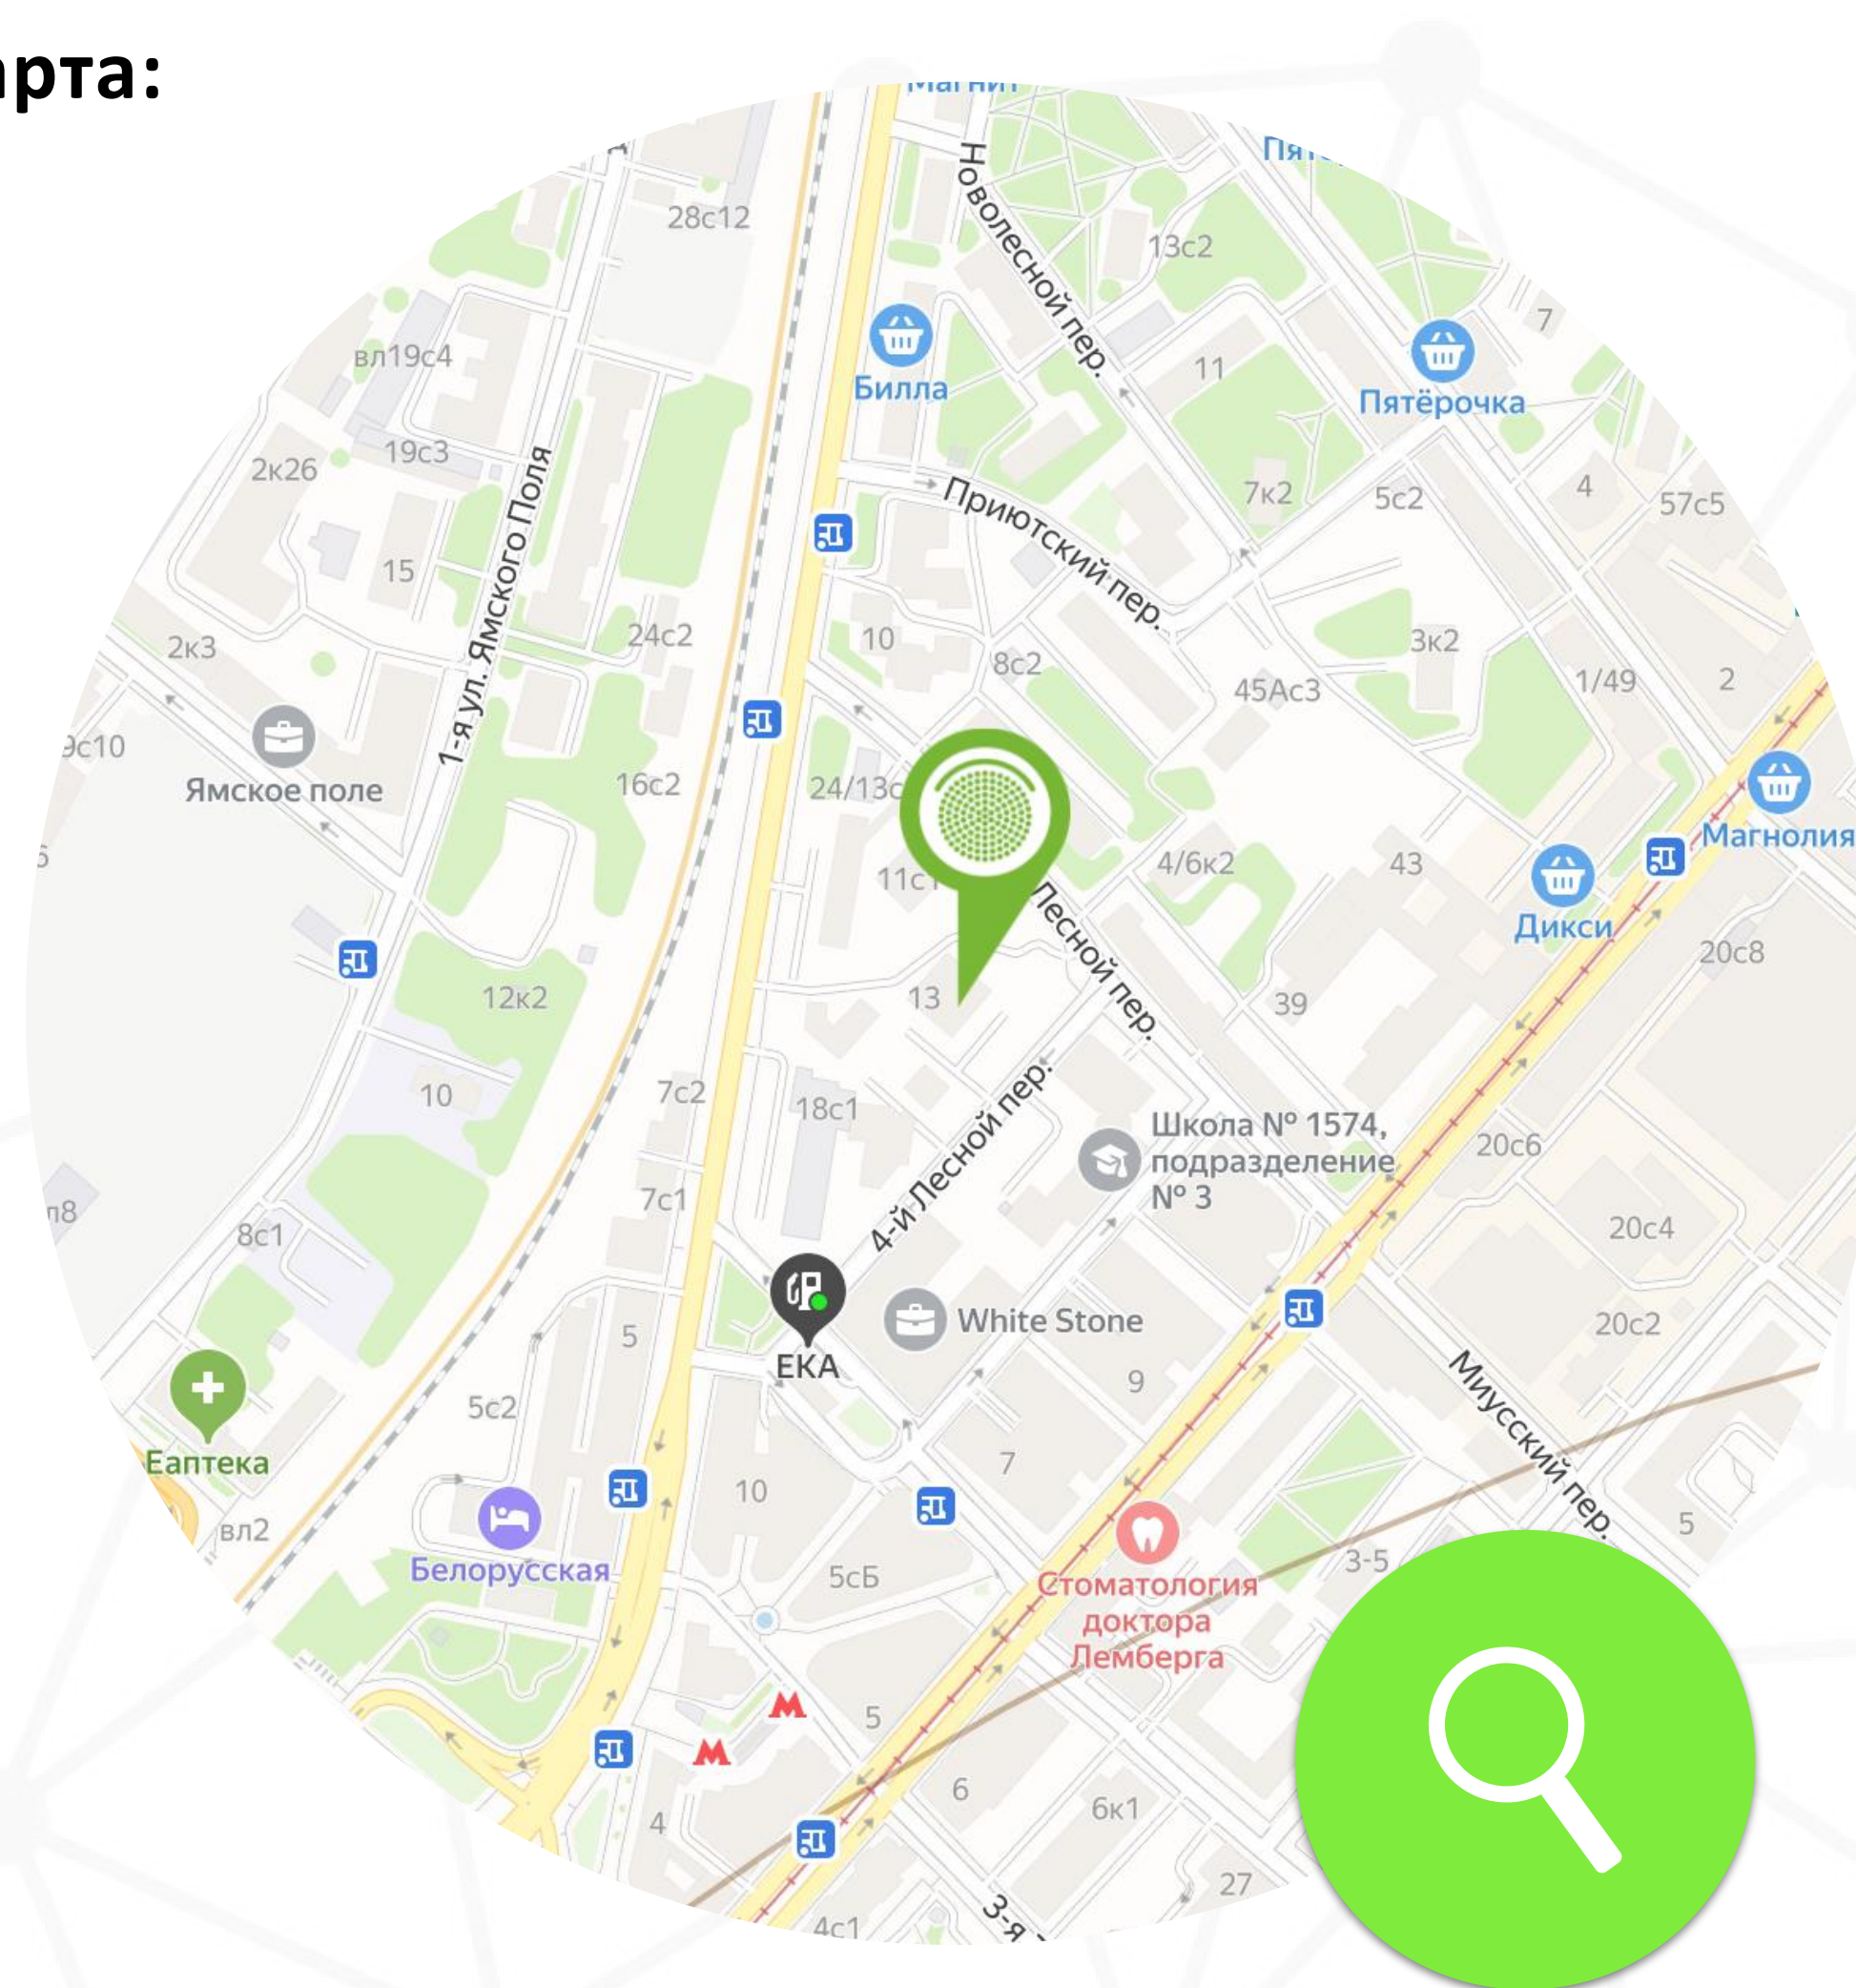 арта:
Магнит
Новолесной пер.
28с12
13с2
7
вл19с4
Билла
11
Пятёрочка
19с3
2к26
1-я ул. Ямского Поля
Приютский пер.
7к2
5с2
4
57с5
15
2к3
24с2
10
8с2
3к2
45Ас3
1/49
2
9с10
Ямское поле
16с2
24/13с
Магнолия
11с1
Лесной пер.
4/6к2
43
Дикси
20с8
12к2
13
39
10
7с2
18с1
4-й Лесной пер.
Школа № 1574,
подразделение
№ 3
20с6
7с1
8с1
20с4
5
ЕКА
White Stone
20с2
9
Миусский пер.
5с2
Еаптека
7
10
вл2
Белорусская
5сБ
Стоматология
доктора
Лемберга
3-5
5
М
М
5
4
6
6к1
27
4с1
3-я